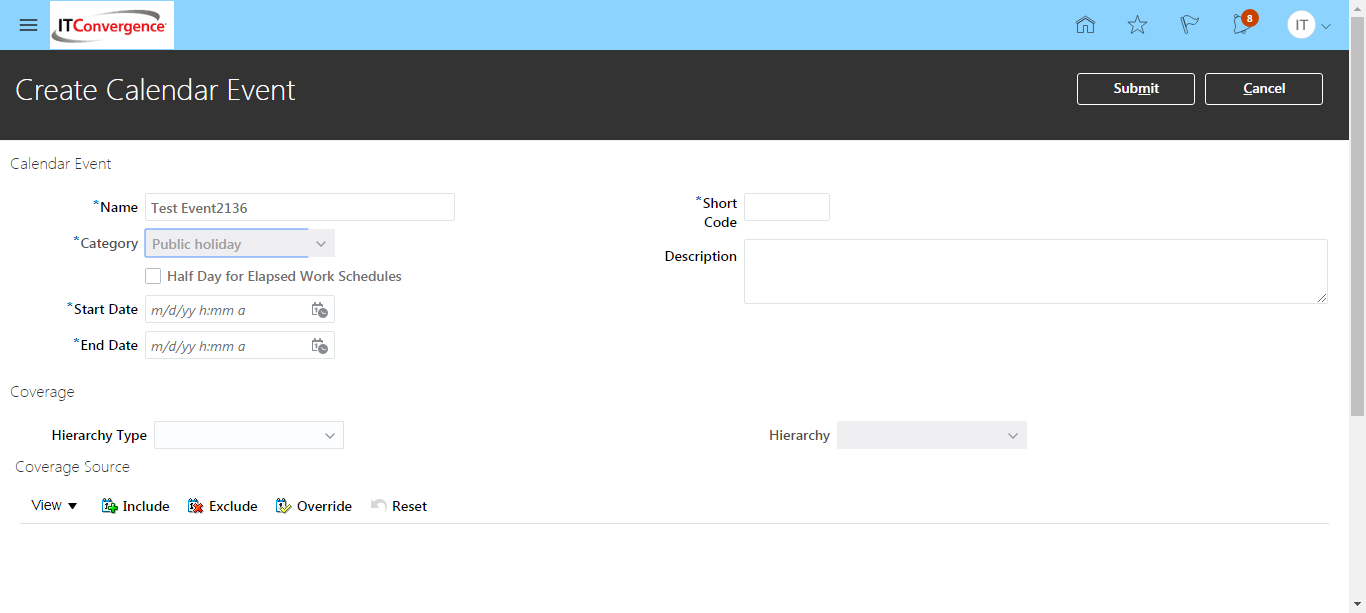 ITConvergence
8
IT
Create Calendar Event
Submit
Cancel
Calendar Event
*Name
Test Event2136
*Short Code
*Category
Public holiday
Description
Half Day for Elapsed Work Schedules
*Start Date
m/d/yy h:mm a
*End Date
m/d/yy h:mm a
Coverage
Hierarchy Type
Hierarchy
Coverage Source
View
Include
Exclude
Override
Reset